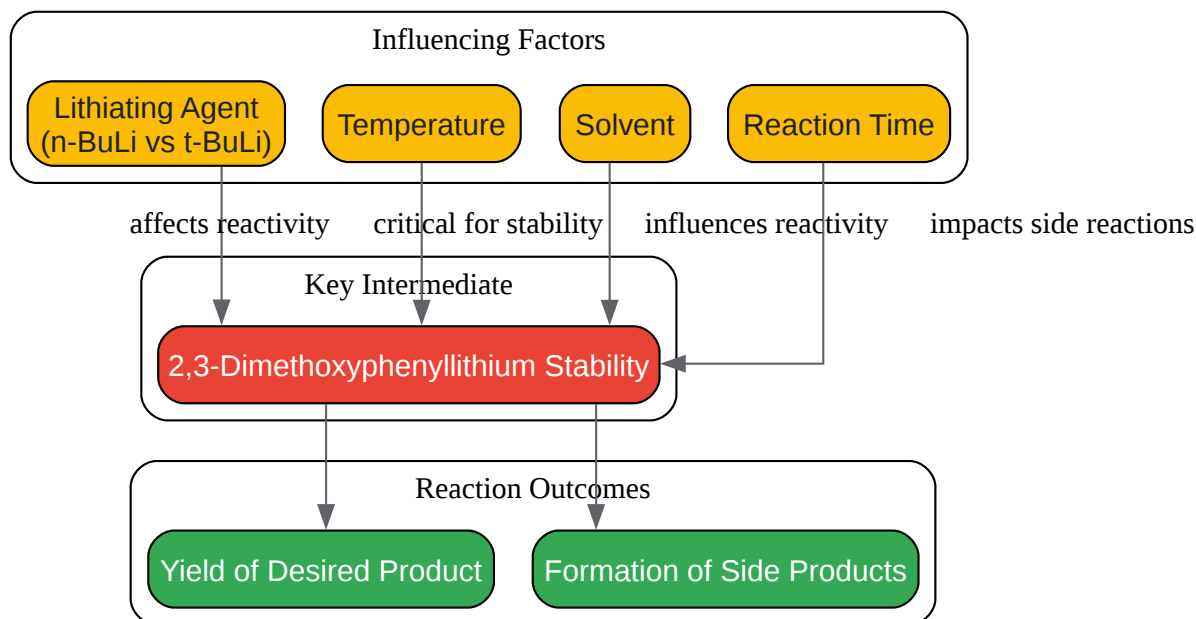 Influencing Factors
Lithiating Agent
(n-BuLi vs t-BuLi)
Temperature
Solvent
Reaction Time
affects reactivity
critical for stability
influences reactivity
impacts side reactions
Key Intermediate
2,3-Dimethoxyphenyllithium Stability
Reaction Outcomes
Yield of Desired Product
Formation of Side Products